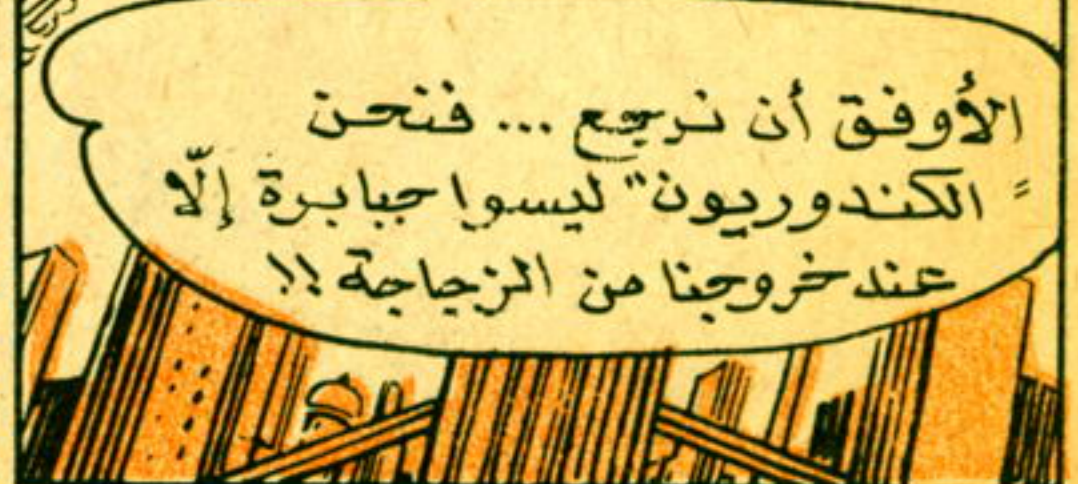 الأوفق أن نرجع ... فنحن
"الكندوريون" ليسوا جبابرة إلّا
عند خروجنا من الزجاجة !!